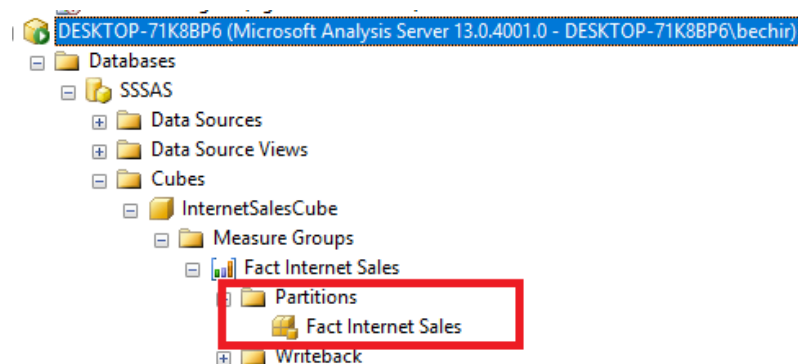 DESKTOP-71K8BP6 (Microsoft Analysis Server 13.0.4001.0 - DESKTOP-71K8BP6\bechir)
Databases
SSSAS
Data Sources
Data Source Views
Cubes
InternetSalesCube
Measure Groups
Fact Internet Sales
Partitions
Fact Internet Sales
Writeback